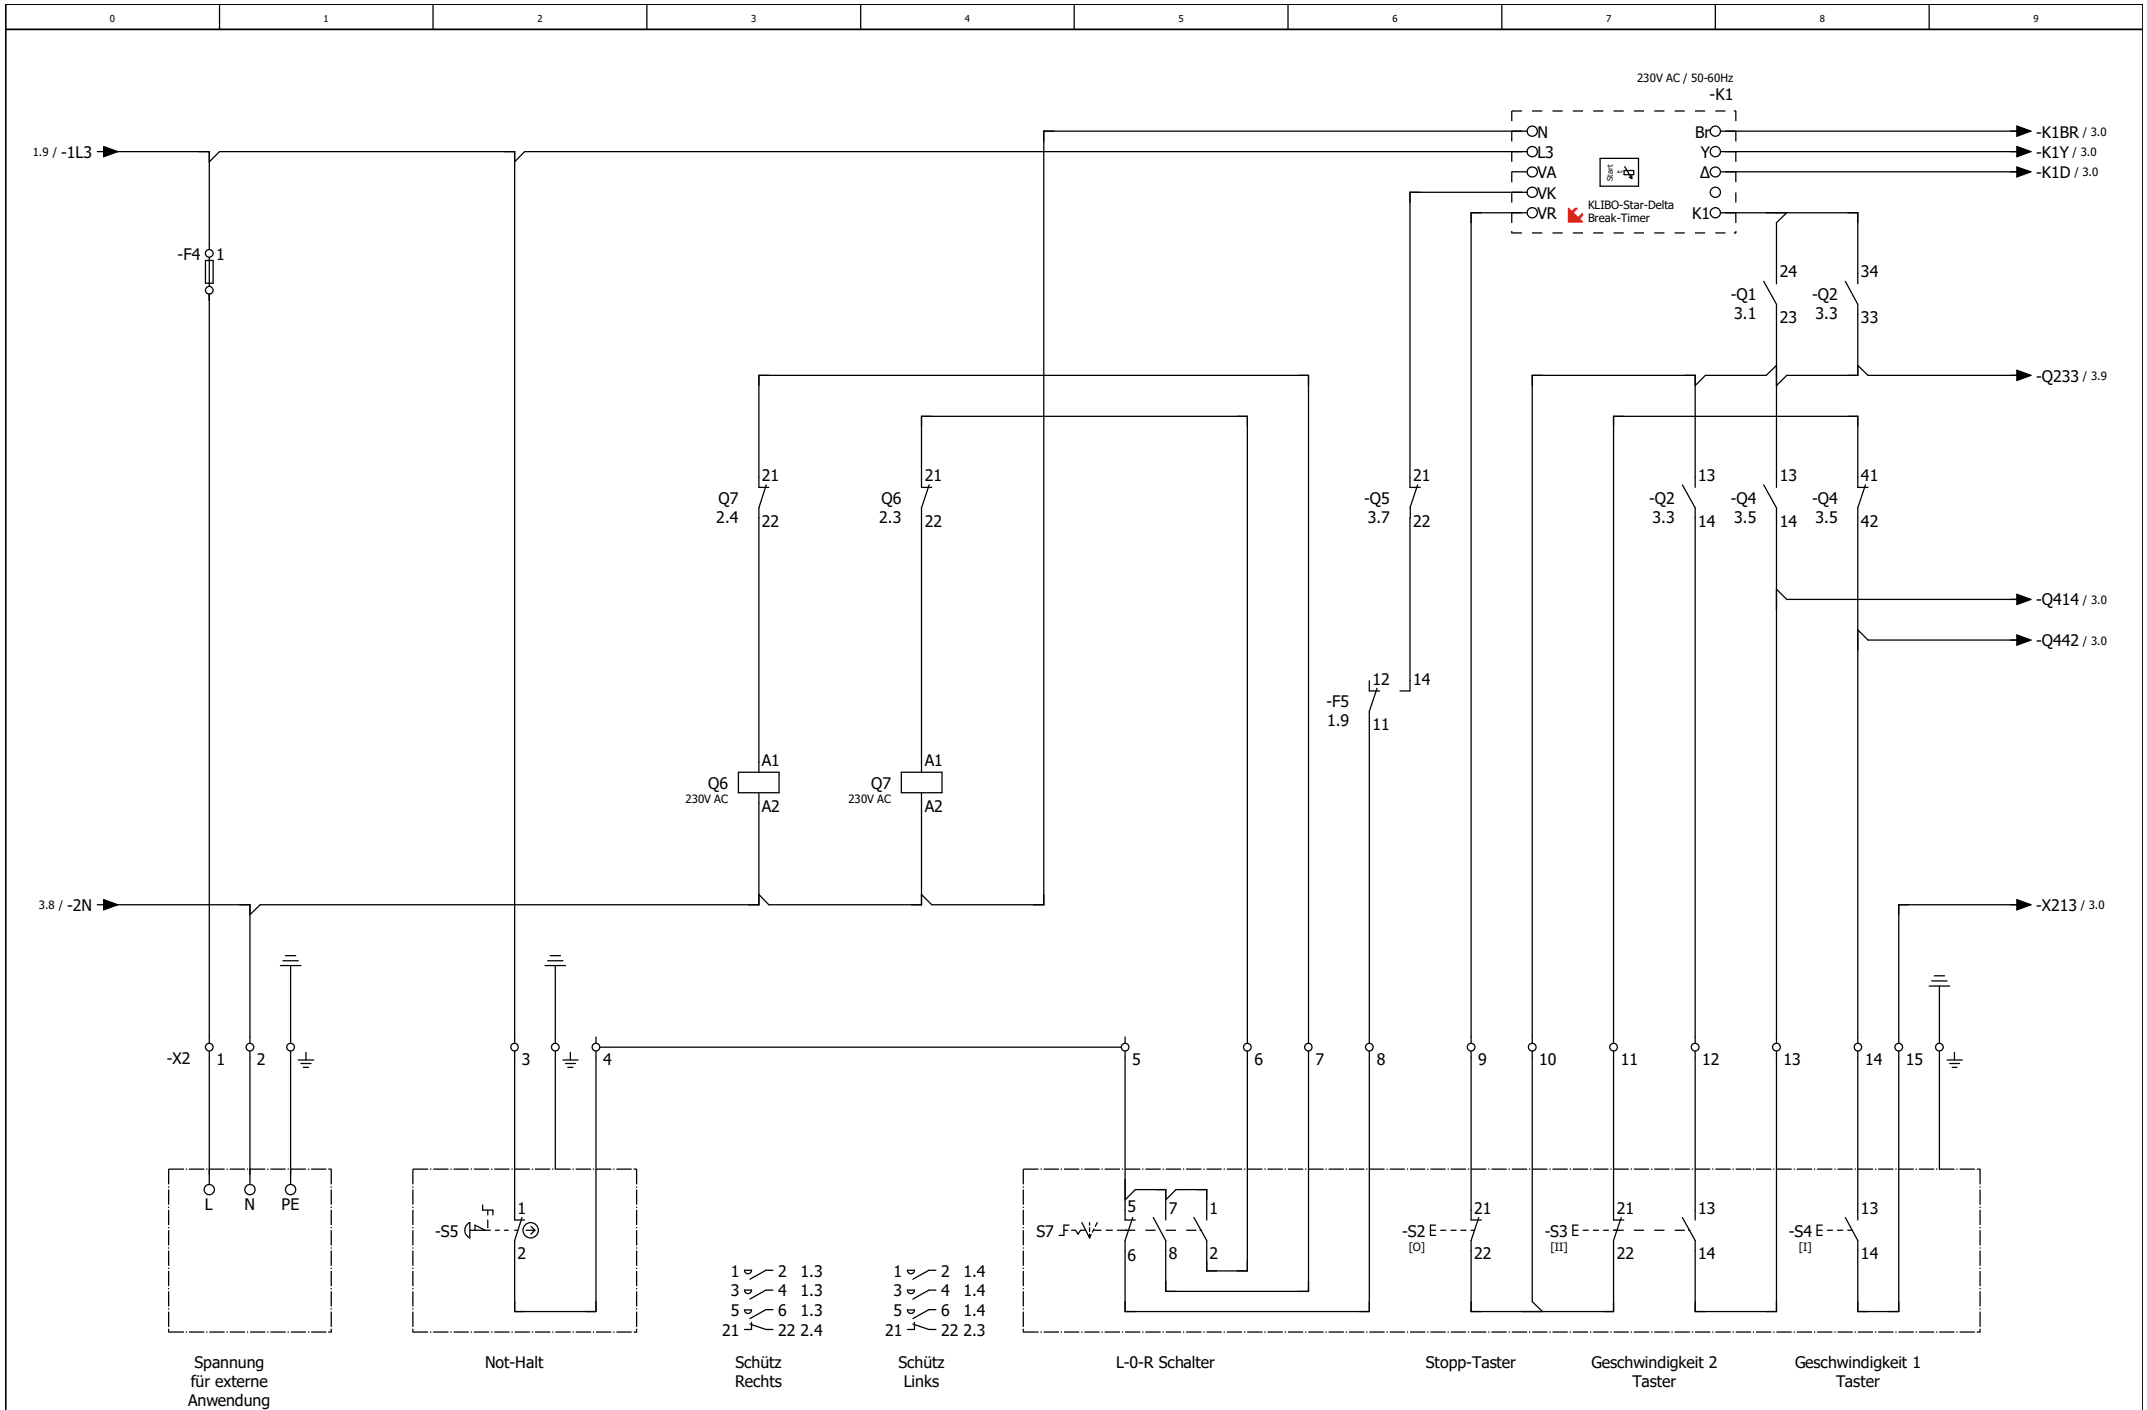 0 1 2 3 4 5 6 7 8 9
230V AC / 50-60Hz
-K1
N Br -K1BR / 3.0
1.9 / -1L3 L3 Y -K1Y / 3.0
VA Start Δ -K1D / 3.0
VK
VR KLIBO-Star-Delta K1
Break-Timer
-F4 1
24 34
-Q1 -Q2
3.1 23 3.3 33
-Q233 / 3.9
21 21 21 13 13 41
Q7 Q6 -Q5 -Q2 -Q4 -Q4
2.4 22 2.3 22 3.7 22 3.3 14 3.5 14 3.5 42
-Q414 / 3.0
-Q442 / 3.0
12 14
-F5
1.9 11
A1 A1
Q6 Q7
230V AC 230V AC
A2 A2
3.8 / -2N -X213 / 3.0
-X2 1 2 3 4 5 6 7 8 9 10 11 12 13 14 15
L N PE
1 5 7 1 21 21 13 13
-S5 S7 -S2 E -S3 E -S4 E
[O] [II] [I]
2 6 8 2 22 22 14 14
1 2 1.3 1 2 1.4
3 4 1.3 3 4 1.4
5 6 1.3 5 6 1.4
21 22 2.4 21 22 2.3
Spannung
für externe
Anwendung
Not-Halt
Schütz
Rechts
Schütz
Links
L-0-R Schalter
Stopp-Taster
Geschwindigkeit 2
Taster
Geschwindigkeit 1
Taster